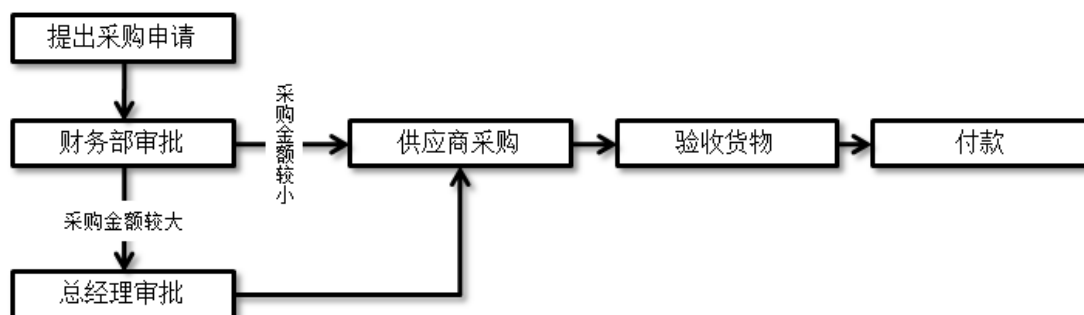 提出采购申请
财务部审批
采购金额较小
供应商采购
验收货物
付款
采购金额较大
总经理审批